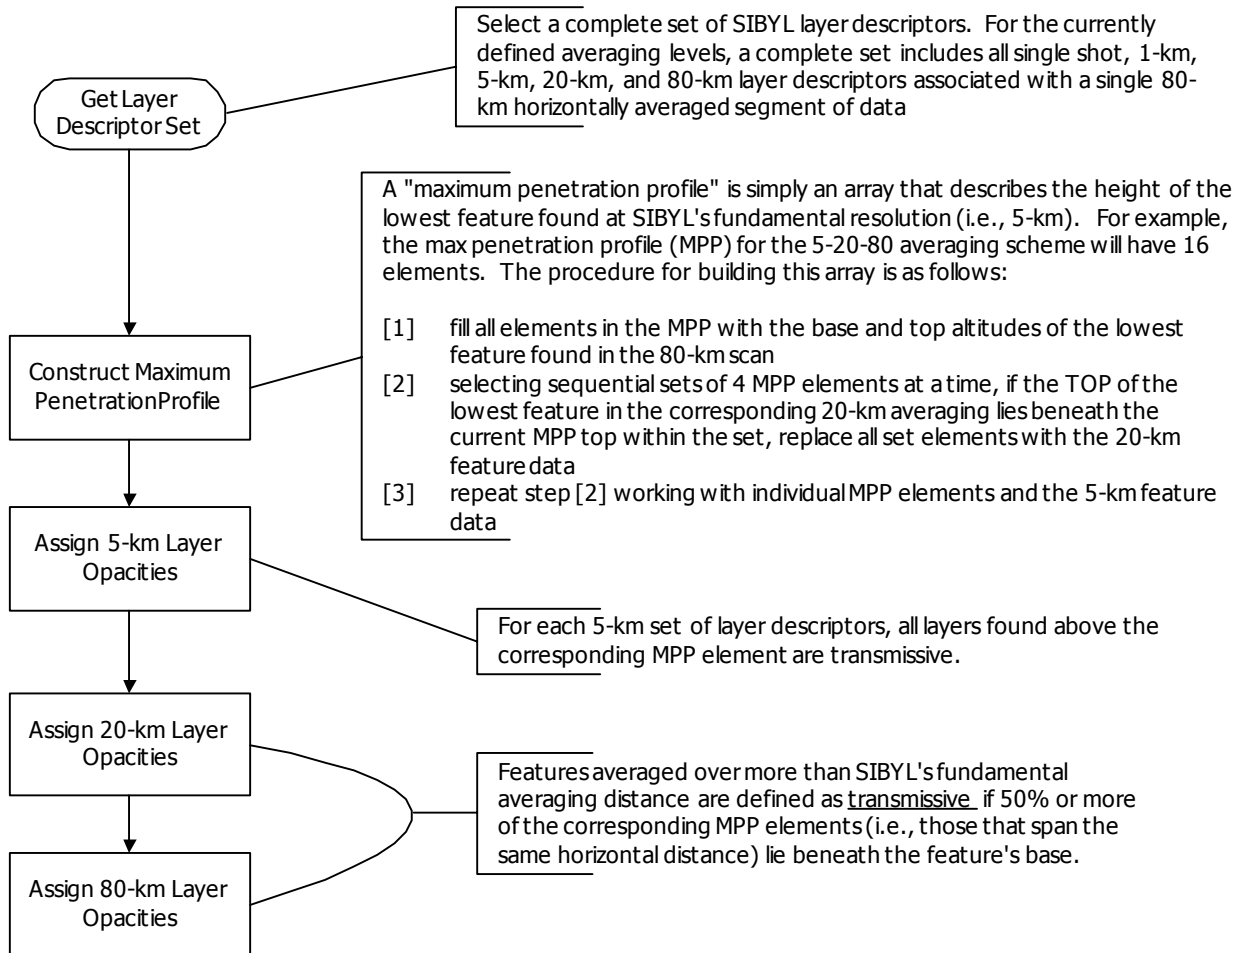 Select a complete set of SIBYL layer descriptors. For the currently
defined averaging levels, a complete set includes all single shot, 1-km,
5-km, 20-km, and 80-km layer descriptors associated with a single 80-
km horizontally averaged segment of data
Get Layer
Descriptor Set
A "maximum penetration profile" is simply an array that describes the height of the
lowest feature found at SIBYL's fundamental resolution (i.e., 5-km). For example,
the max penetration profile (MPP) for the 5-20-80 averaging scheme will have 16
elements. The procedure for building this array is as follows:
[1] fill all elements in the MPP with the base and top altitudes of the lowest
feature found in the 80-km scan
[2] selecting sequential sets of 4 MPP elements at a time, if the TOP of the
lowest feature in the corresponding 20-km averaging lies beneath the
current MPP top within the set, replace all set elements with the 20-km
feature data
[3] repeat step [2] working with individual MPP elements and the 5-km feature
data
Construct Maximum
Penetration Profile
Assign 5-km Layer
Opacities
For each 5-km set of layer descriptors, all layers found above the
corresponding MPP element are transmissive.
Assign 20-km Layer
Opacities
Features averaged over more than SIBYL's fundamental
averaging distance are defined as transmissive if 50% or more
of the corresponding MPP elements (i.e., those that span the
same horizontal distance) lie beneath the feature's base.
Assign 80-km Layer
Opacities